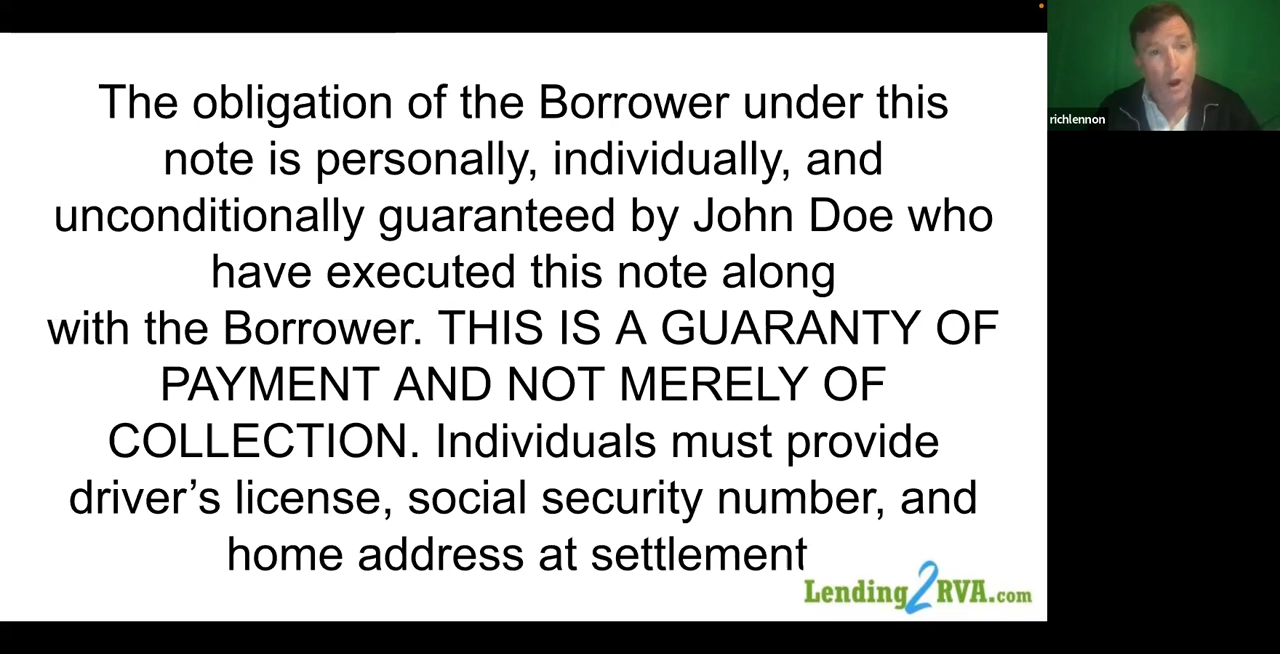 The obligation of the Borrower under this
note is personally, individually, and
unconditionally guaranteed by John Doe who
have executed this note along
with the Borrower. THIS IS A GUARANTY OF
PAYMENT AND NOT MERELY OF
COLLECTION. Individuals must provide
driver’s license, social security number, and
home address at settlement
Lending2RVA.com
richlennon